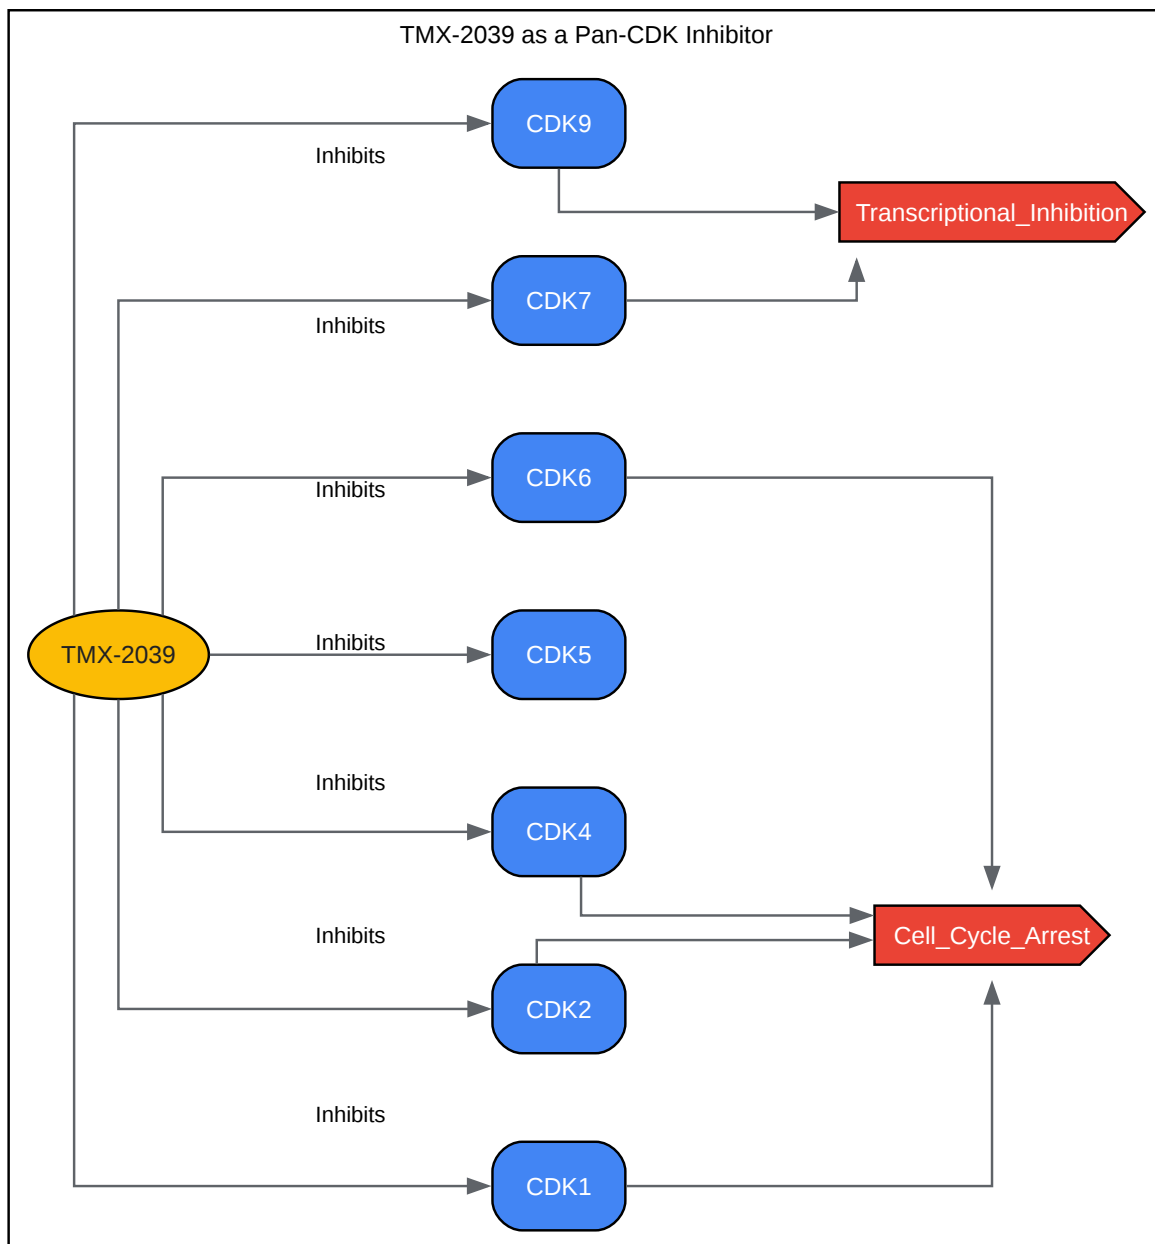 TMX-2039 as a Pan-CDK Inhibitor
CDK9
Inhibits
Transcriptional_Inhibition
CDK7
Inhibits
CDK6
Inhibits
CDK5
Inhibits
TMX-2039
Inhibits
CDK4
Inhibits
Cell_Cycle_Arrest
CDK2
Inhibits
CDK1